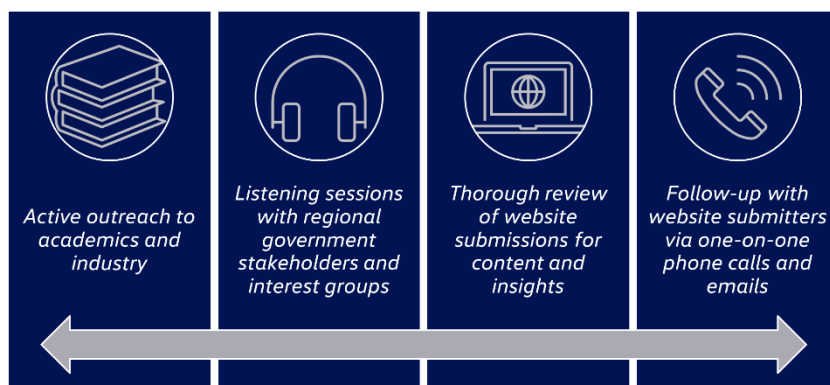 Active outreach to
academics and
industry
Listening sessions
with regional
government
stakeholders and
interest groups
Thorough review
of website
submissions for
content and
insights
Follow-up with
website submitters
via one-on-one
phone calls and
emails